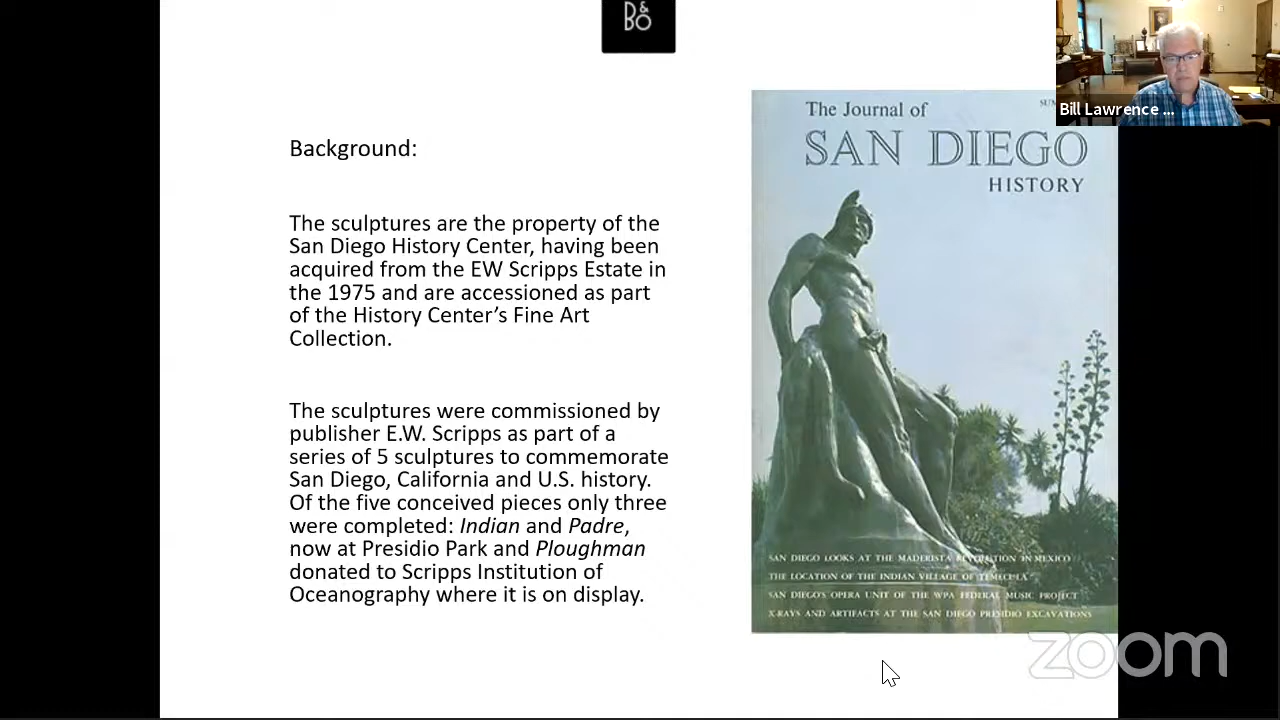 B&O
Background:
The sculptures are the property of the
San Diego History Center, having been
acquired from the EW Scripps Estate in
the 1975 and are accessioned as part
of the History Center’s Fine Art
Collection.
The sculptures were commissioned by
publisher E.W. Scripps as part of a
series of 5 sculptures to commemorate
San Diego, California and U.S. history.
Of the five conceived pieces only three
were completed: Indian and Padre,
now at Presidio Park and Ploughman
donated to Scripps Institution of
Oceanography where it is on display.
The Journal of
SAN DIEGO
HISTORY
SAN DIEGO LOOKS AT THE MADERISTA REVOLUTION IN MEXICO
THE LOCATION OF THE INDIAN VILLAGE OF TEMECULA
SAN DIEGO'S OPERA UNIT OF THE WPA FEDERAL MUSIC PROJECT
X-RAYS AND ARTIFACTS AT THE SAN DIEGO PRESIDIO EXCAVATIONS
Bill Lawrence ...
zoom